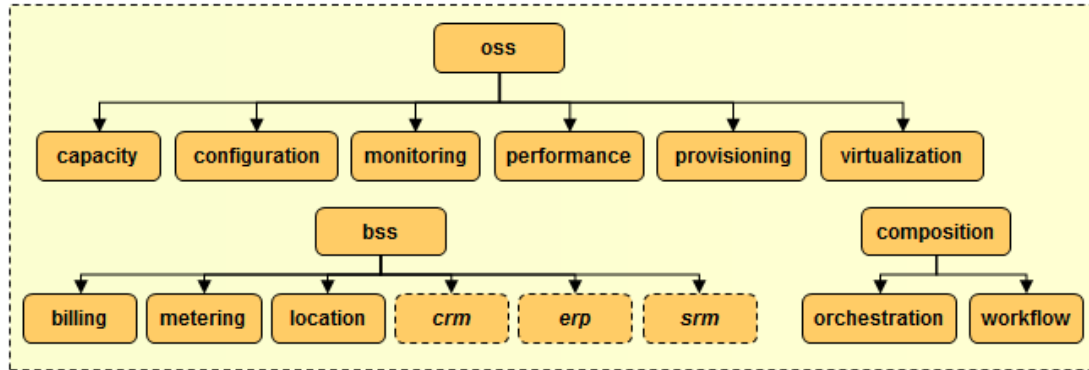 oss
capacity
configuration
monitoring
performance
provisioning
virtualization
bss
composition
billing
metering
location
crm
erp
srm
orchestration
workflow